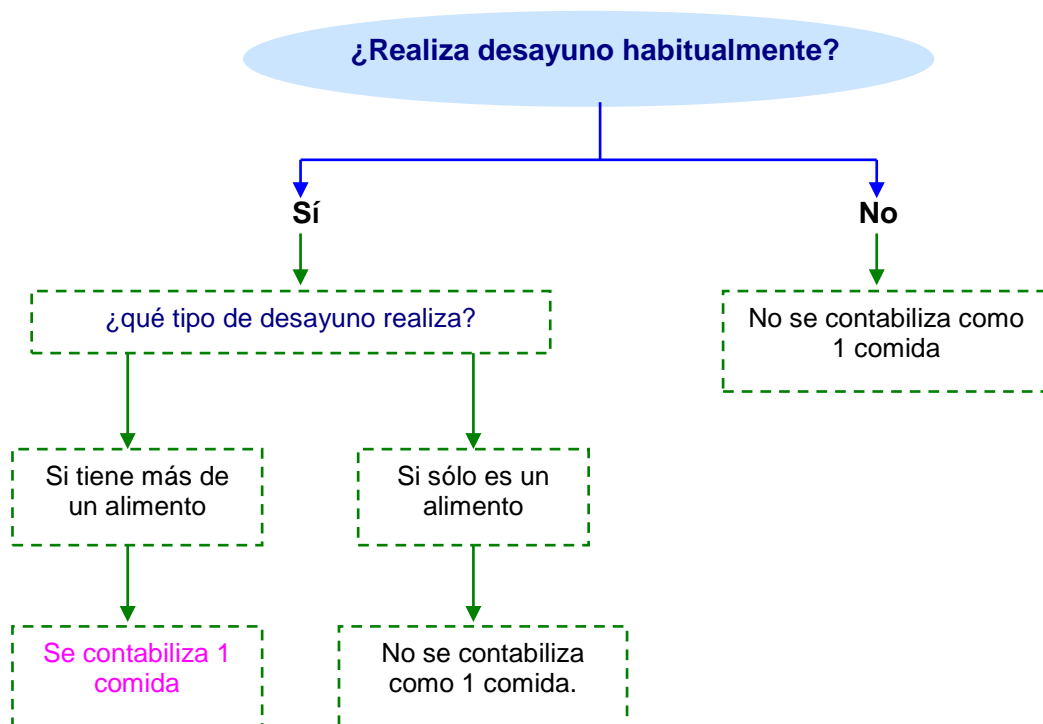 ¿Realiza desayuno habitualmente?
Sí
No
¿qué tipo de desayuno realiza?
No se contabiliza como
1 comida
Si tiene más de
un alimento
Si sólo es un
alimento
Se contabiliza 1
comida
No se contabiliza
como 1 comida.